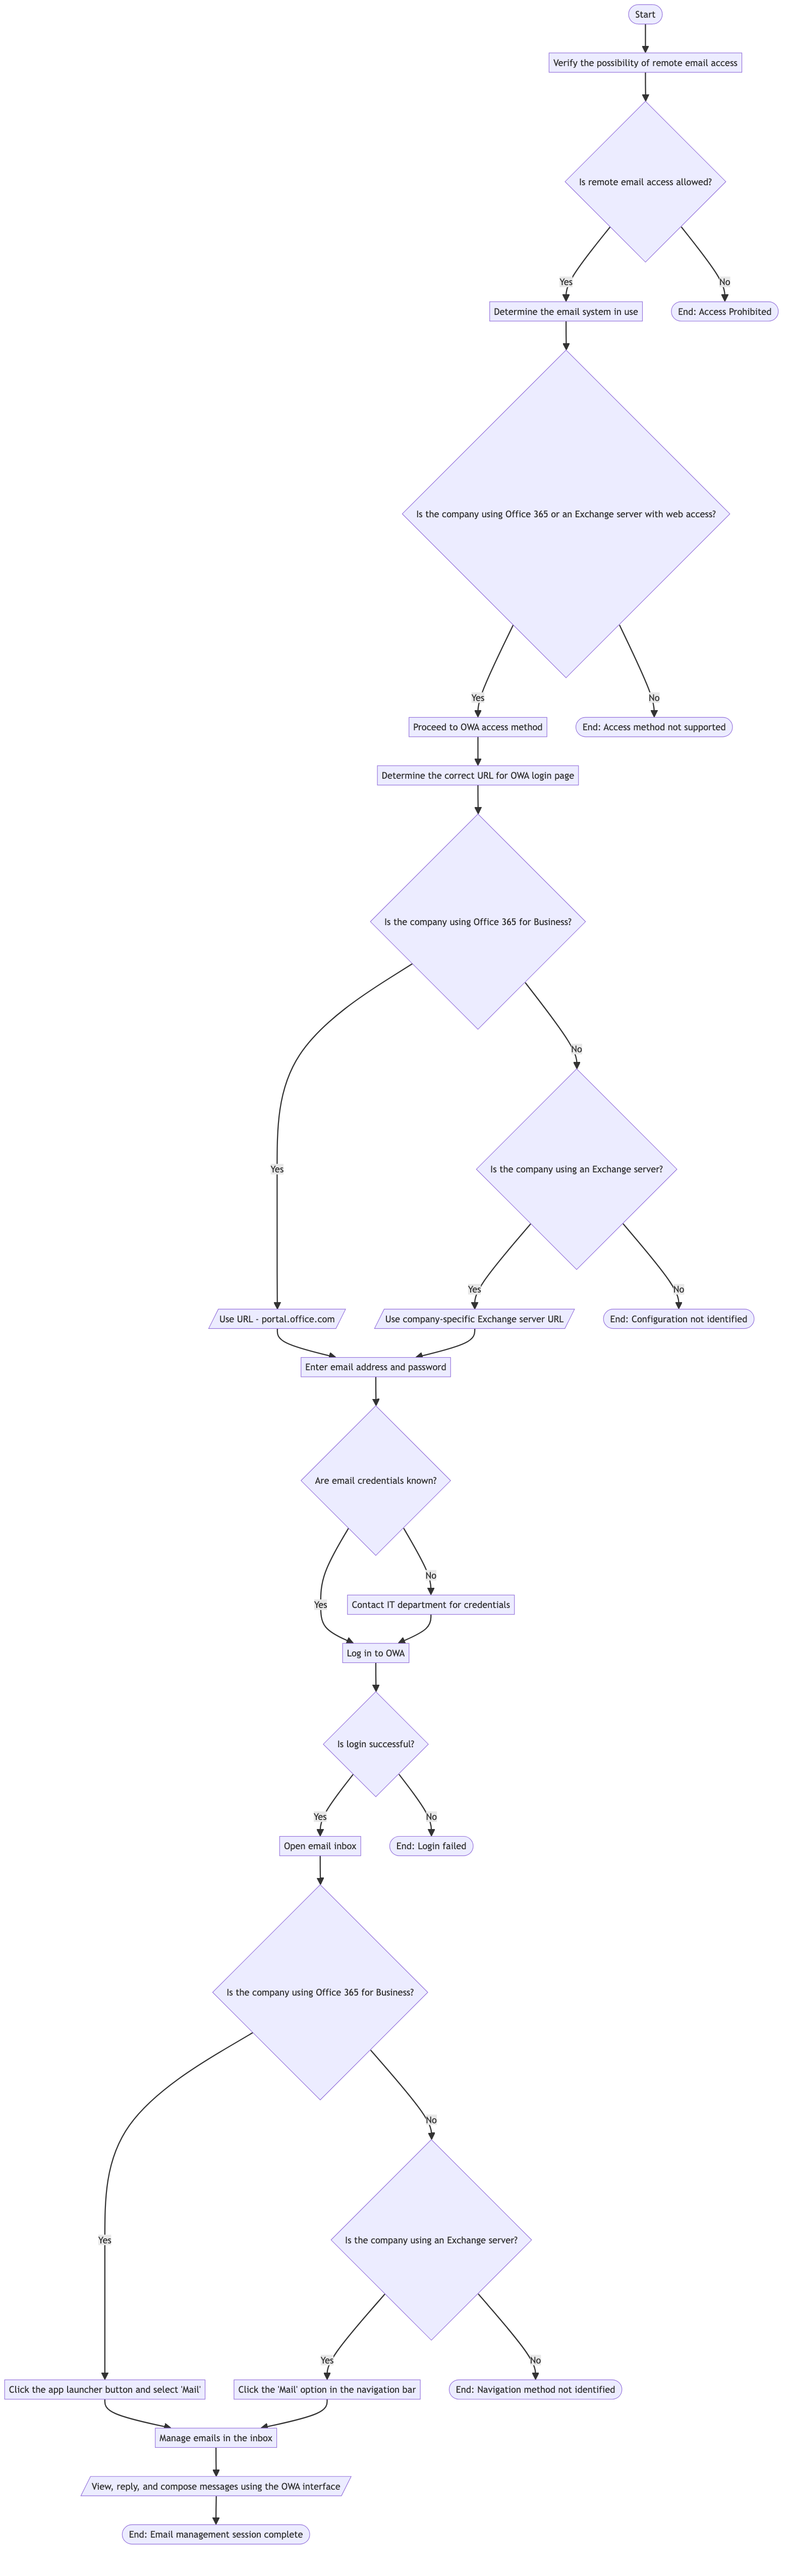 Start
Verify the possibility of remote email access
Is remote email access allowed?
Yes
No
Determine the email system in use
End: Access Prohibited
Is the company using Office 365 or an Exchange server with web access?
Yes
No
Proceed to OWA access method
End: Access method not supported
Determine the correct URL for OWA login page
Is the company using Office 365 for Business?
No
Yes
Is the company using an Exchange server?
Yes
No
Use URL - portal.office.com
Use company-specific Exchange server URL
End: Configuration not identified
Enter email address and password
Are email credentials known?
No
Yes
Contact IT department for credentials
Log in to OWA
Is login successful?
Yes
No
Open email inbox
End: Login failed
Is the company using Office 365 for Business?
No
Yes
Is the company using an Exchange server?
Yes
No
Click the app launcher button and select 'Mail'
Click the 'Mail' option in the navigation bar
End: Navigation method not identified
Manage emails in the inbox
View, reply, and compose messages using the OWA interface
End: Email management session complete